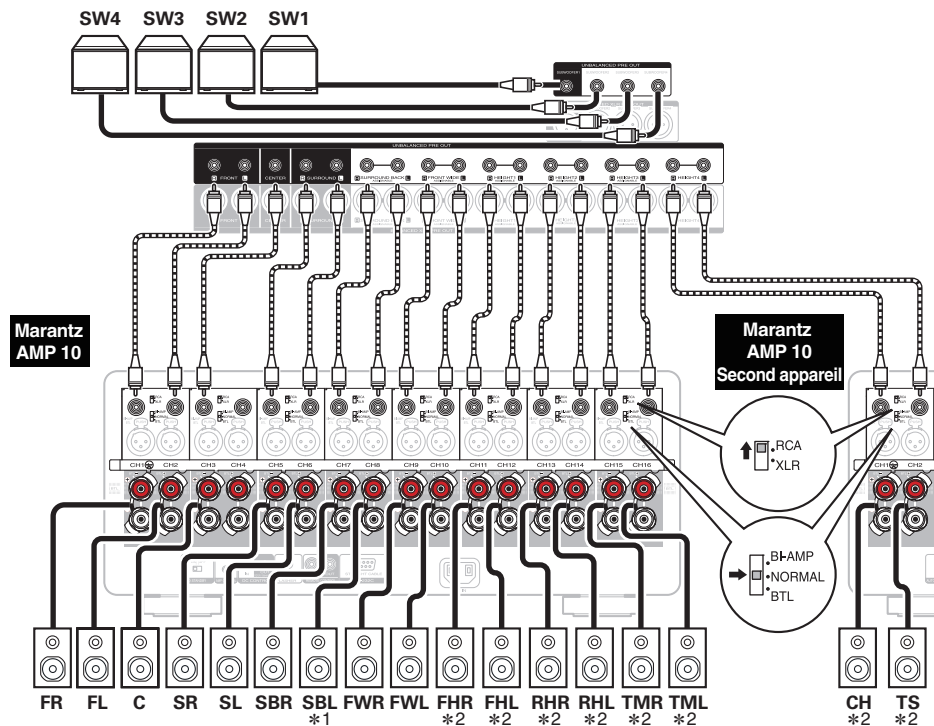 SW4 SW3 SW2 SW1
UNBALANCED PRE OUT
SUBWOOFER1
UNBALANCED PRE OUT
R FRONT L CENTER R SURROUND L R SURROUND BACK L R FRONT WIDE L R HEIGHT1 L R HEIGHT2 L R HEIGHT3 L R HEIGHT4 L
Marantz
AMP 10
Marantz
AMP 10
Second appareil
RCA
XLR
CH1 CH2 CH3 CH4 CH5 CH6 CH7 CH8 CH9 CH10 CH11 CH12 CH13 CH14 CH15 CH16
CH1 CH2
BI-AMP
NORMAL
BTL
FR FL C SR SL SBR SBL FWR FWL FHR FHL RHR RHL TMR TML CH TS
*1 *2 *2 *2 *2 *2 *2 *2 *2